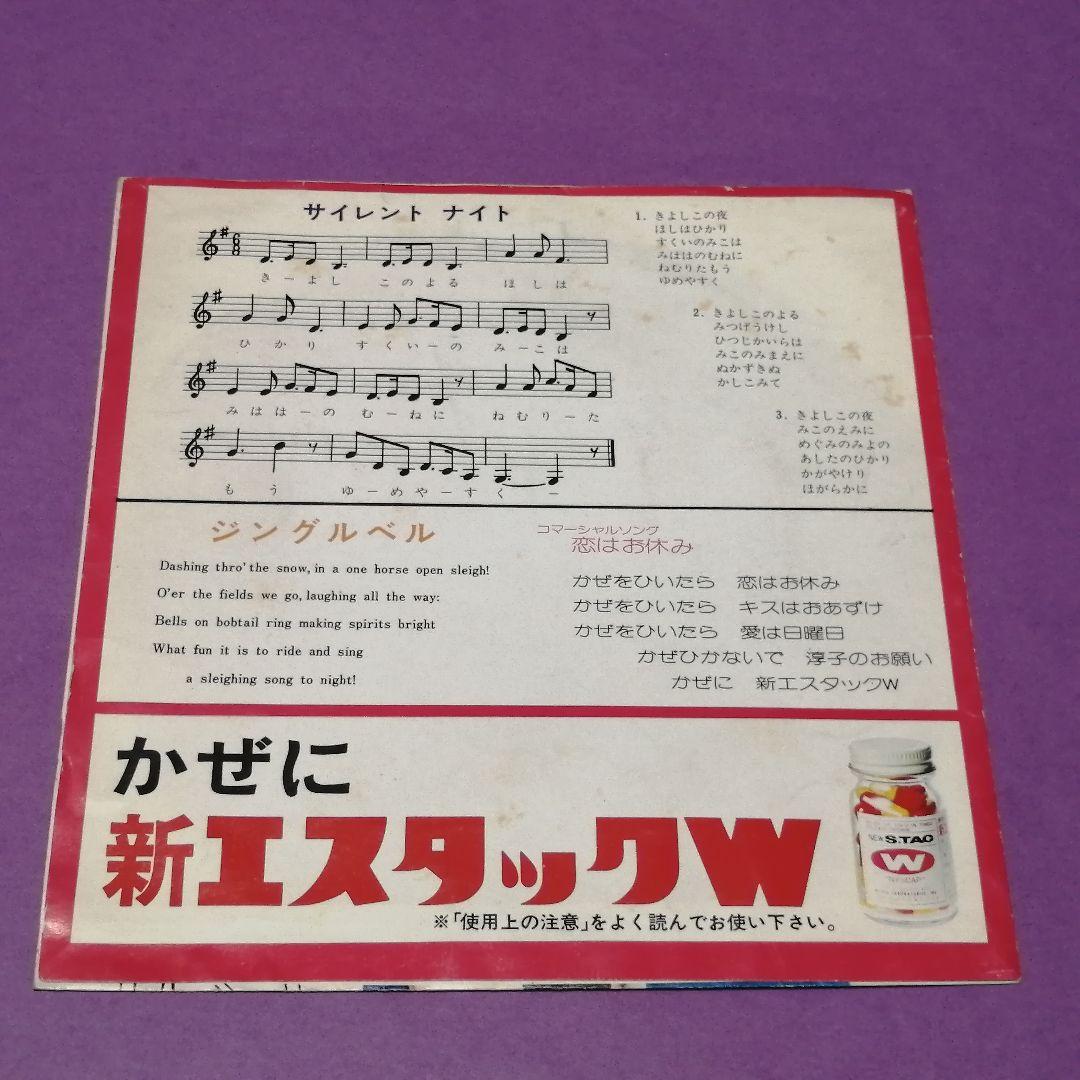 サイレント ナイト
きーよし このよる ほしは
ひかり すくいーの みーこは
みははーの むーねに ねむりーた
もう ゆーめやーすく ー
1. きよしこの夜
ほしはひかり
すくいのみこは
みははのむねに
ねむりたもう
ゆめやすく
2. きよしこのよる
みつげうけし
ひつじかいらは
みこのみまえに
ぬかずきぬ
かしこみて
3. きよしこの夜
みこのえみに
めぐみのみよの
あしたのひかり
かがやけり
ほがらかに
ジングルベル
Dashing thro' the snow, in a one horse open sleigh!
O'er the fields we go, laughing all the way:
Bells on bobtail ring making spirits bright
What fun it is to ride and sing
a sleighing song to night!
コマーシャルソング
恋はお休み
かぜをひいたら 恋はお休み
かぜをひいたら キスはおあずけ
かぜをひいたら 愛は日曜日
かぜひかないで 淳子のお願い
かぜに 新エスタックW
かぜに
新エスタックW
※「使用上の注意」をよく読んでお使い下さい。
NEW S.TAC
W